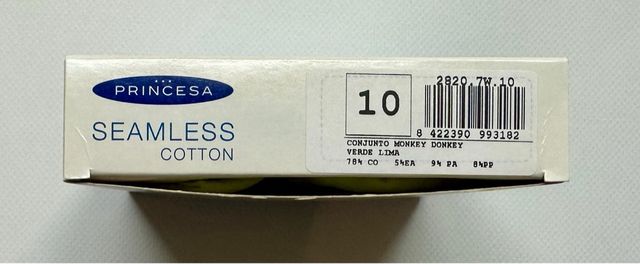 PRINCESA
SEAMLESS
COTTON
10
2820.7W.10
8 422390 993182
CONJUNTO MONKEY DONKEY
VERDE LIMA
78% CO 5%EA 9% PA 8%PP